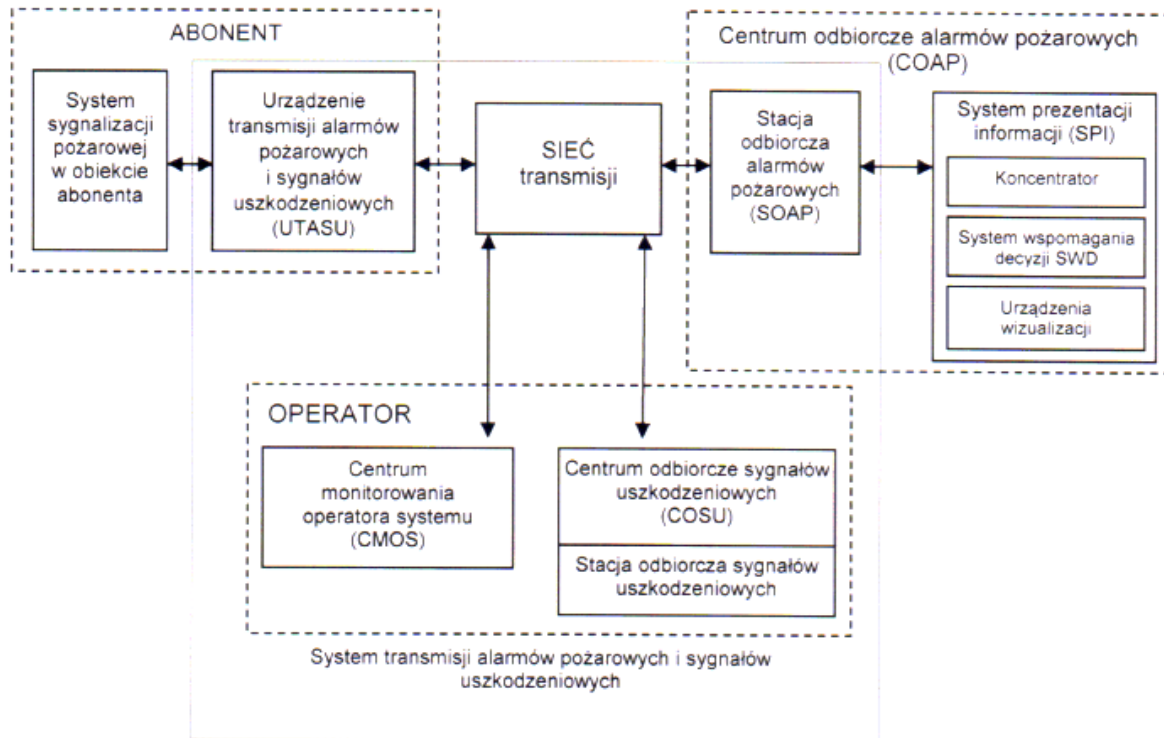 ABONENT
System
sygnalizacji
pożarowej
w obiekcie
abonenta
Urządzenie
transmisji alarmów
pożarowych
i sygnałów
uszkodzeniowych
(UTASU)
SIEĆ
transmisji
Centrum odbiorcze alarmów pożarowych
(COAP)
Stacja
odbiorcza
alarmów
pożarowych
(SOAP)
System prezentacji
informacji (SPI)
Koncentrator
System wspomagania
decyzji SWD
Urządzenia
wizualizacji
OPERATOR
Centrum
monitorowania
operatora systemu
(CMOS)
Centrum odbiorcze sygnałów
uszkodzeniowych
(COSU)
Stacja odbiorcza sygnałów
uszkodzeniowych
System transmisji alarmów pożarowych i sygnałów
uszkodzeniowych